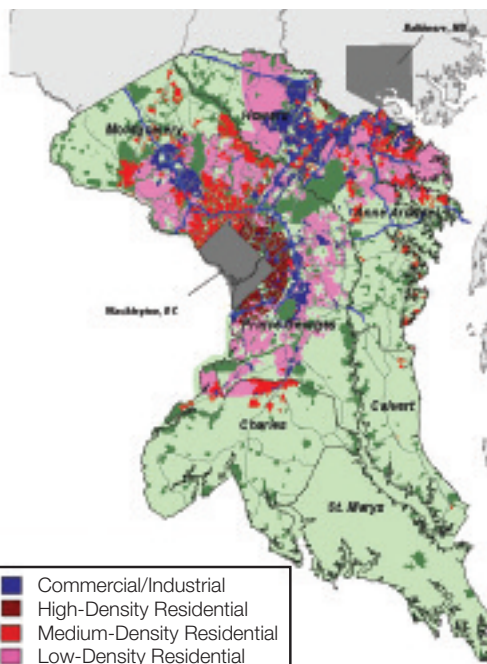 Baltimore, MD
Howard
Montgomery
Anne Arundel
Washington, DC
Prince Georges
Calvert
Charles
St. Marys
Commercial/Industrial
High-Density Residential
Medium-Density Residential
Low-Density Residential